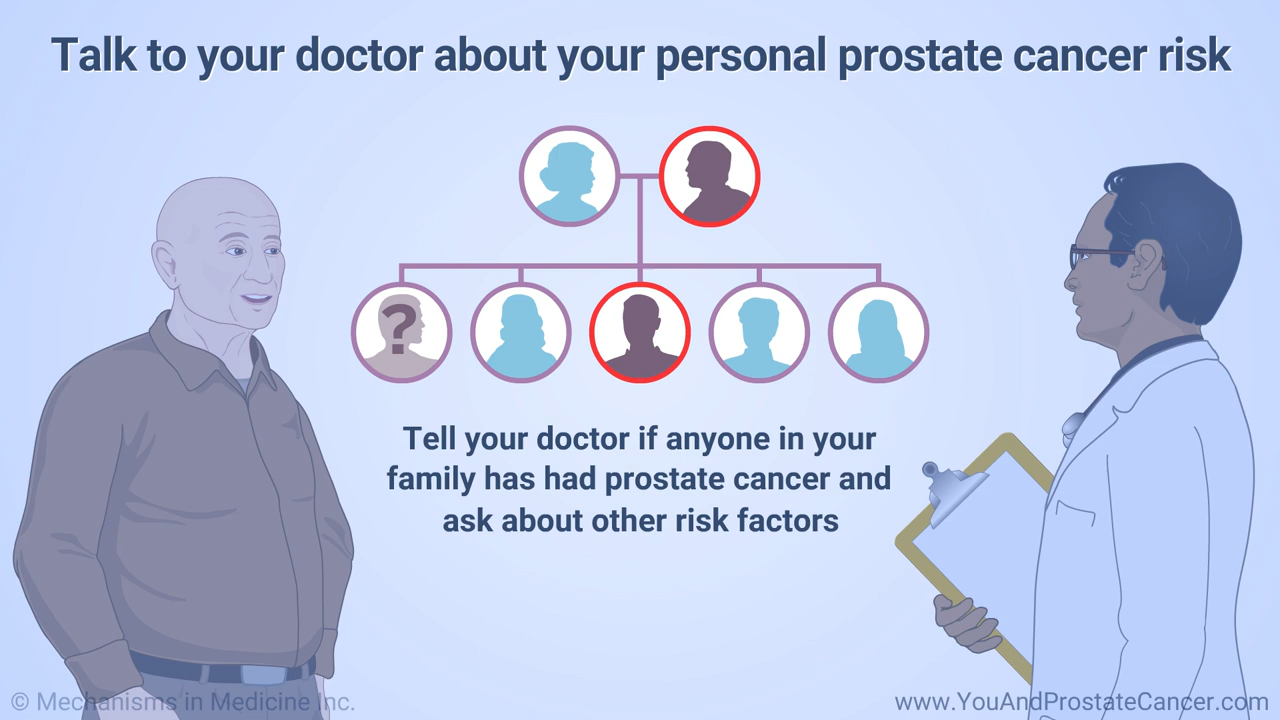 Talk to your doctor about your personal prostate cancer risk
?
Tell your doctor if anyone in your
family has had prostate cancer and
ask about other risk factors
© Mechanisms in Medicine Inc.
www.YouAndProstateCancer.com